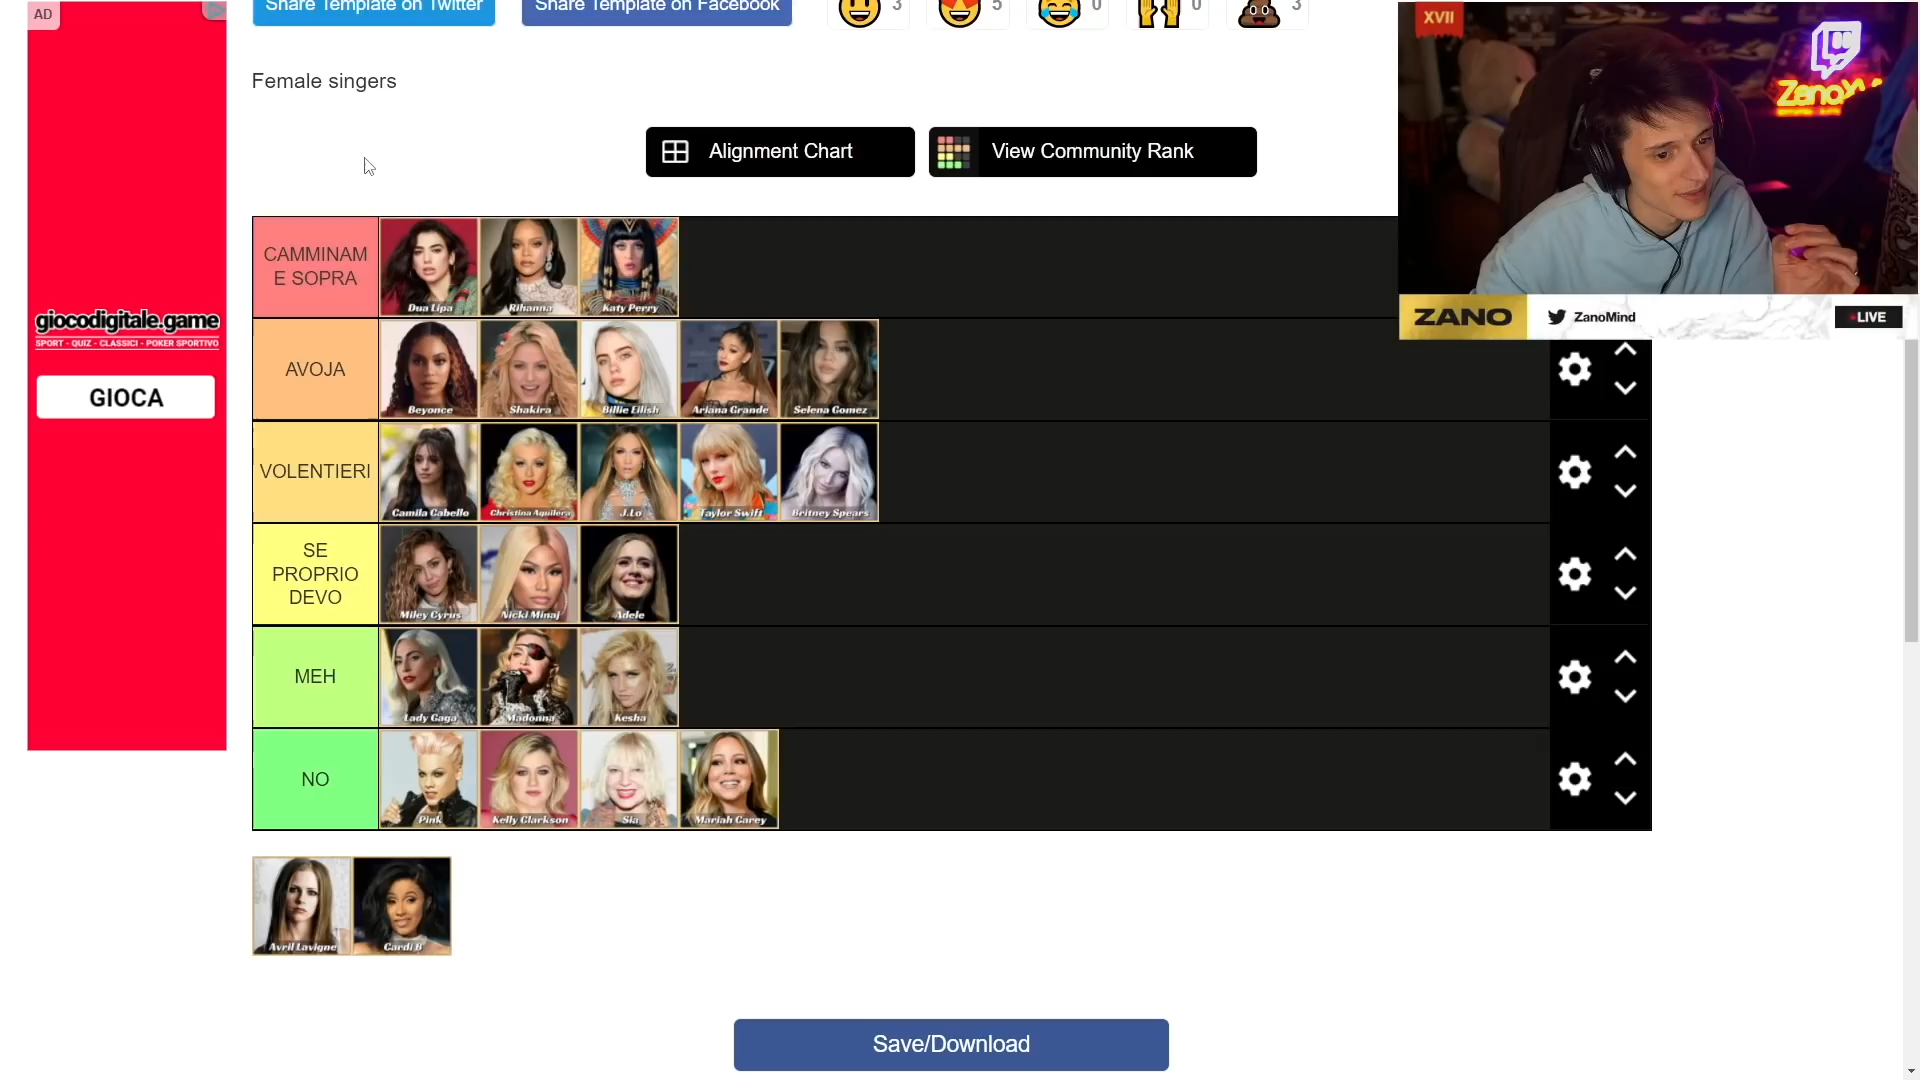 AD
Share Template on Twitter
Share Template on Facebook
3
5
0
0
3
XVII
Female singers
Alignment Chart
View Community Rank
giocodigitale.game
SPORT - QUIZ - CLASSICI - POKER SPORTIVO
GIOCA
ZANO
ZanoMind
LIVE
CAMMINAM
E SOPRA
Dua Lipa
Rihanna
Katy Perry
AVOJA
Beyonce
Shakira
Billie Eilish
Ariana Grande
Selena Gomez
VOLENTIERI
Camila Cabello
Christina Aguilera
J.Lo
Taylor Swift
Britney Spears
SE
PROPRIO
DEVO
Miley Cyrus
Nicki Minaj
Adele
MEH
Lady Gaga
Madonna
Kesha
NO
Pink
Kelly Clarkson
Sia
Mariah Carey
Avril Lavigne
Cardi B
Save/Download